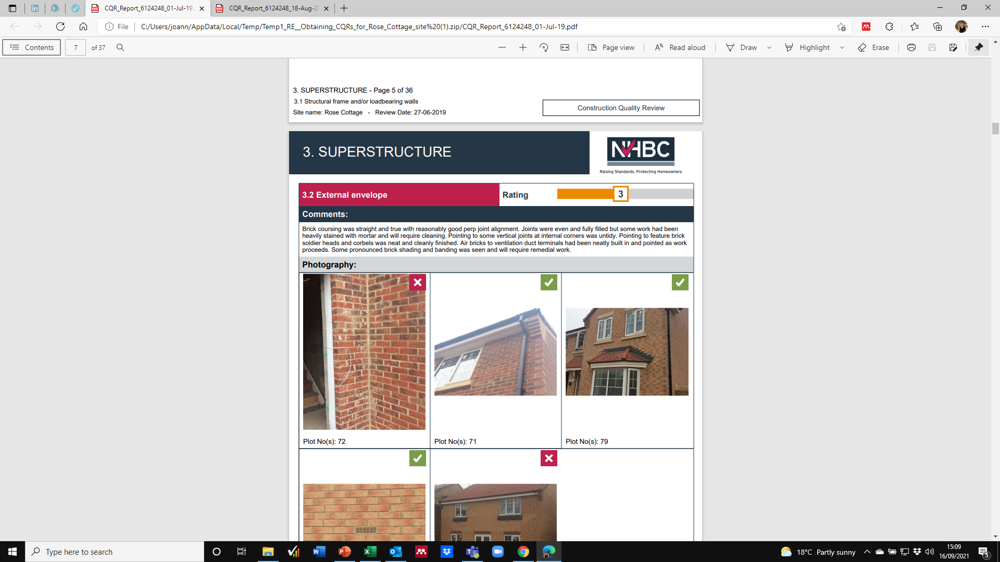 CQR_Report_6124248_01-Jul-19.
CQR_Report_6124248_18-Aug-20
File
C:/Users/joann/AppData/Local/Temp/Temp1_RE__Obtaining_CQRs_for_Rose_Cottage_site%20(1).zip/CQR_Report_6124248_01-Jul-19.pdf
Contents 7 of 37 Page view Read aloud Draw Highlight Erase
3. SUPERSTRUCTURE - Page 5 of 36
3.1 Structural frame and/or loadbearing walls
Site name: Rose Cottage - Review Date: 27-06-2019
Construction Quality Review
3. SUPERSTRUCTURE
NHBC
Raising Standards. Protecting Homeowners
3.2 External envelope Rating 3
Comments:
Brick coursing was straight and true with reasonably good perp joint alignment. Joints were even and fully filled but some work had been
heavily stained with mortar and will require cleaning. Pointing to some vertical joints at internal corners was untidy. Pointing to feature brick
soldier heads and corbels was neat and cleanly finished. Air bricks to ventilation duct terminals had been neatly built in and pointed as work
proceeds. Some pronounced brick shading and banding was seen and will require remedial work.
Photography:
Plot No(s): 72
Plot No(s): 71
Plot No(s): 79
Type here to search
18°C Partly sunny
15:09
16/09/2021
5